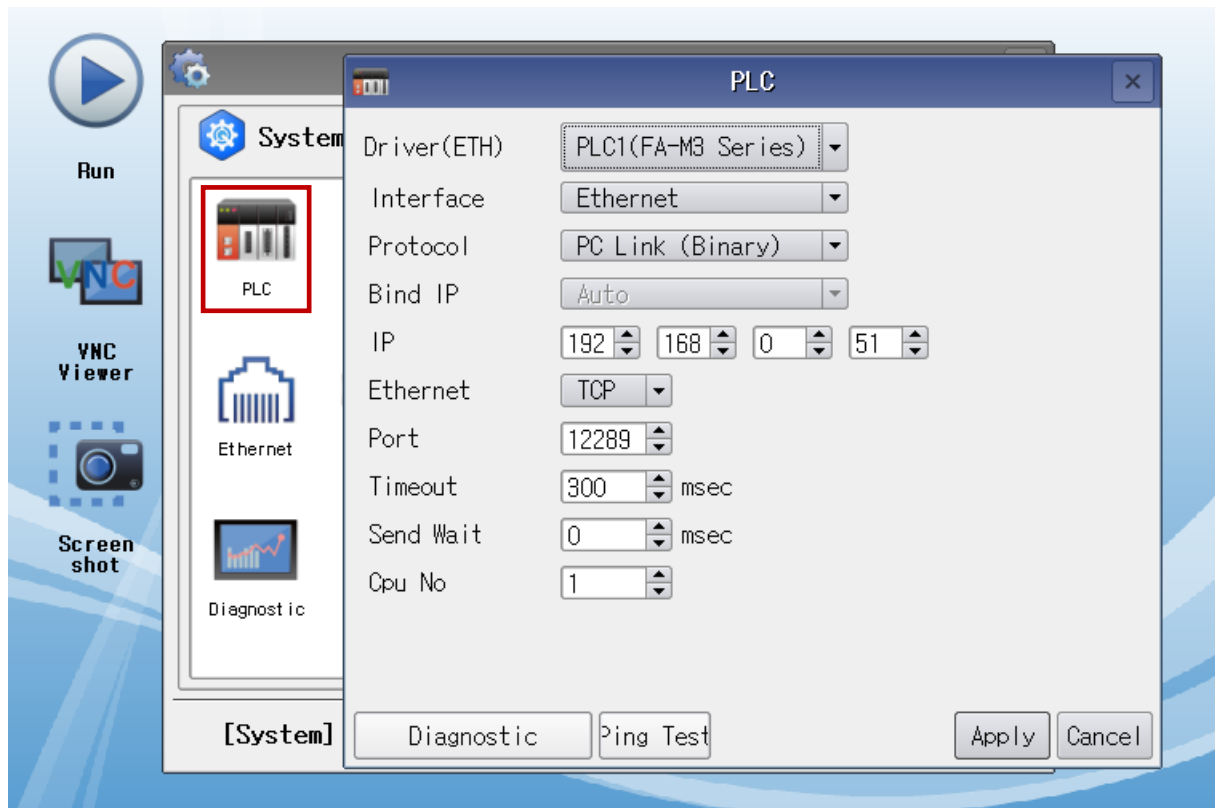 Run
VNC
VNC
Viewer
Screen
shot
System
PLC
Ethernet
Diagnostic
[System]
PLC
Driver(ETH) PLC1(FA-M3 Series)
Interface Ethernet
Protocol PC Link (Binary)
Bind IP Auto
IP 192 168 0 51
Ethernet TCP
Port 12289
Timeout 300 msec
Send Wait 0 msec
Cpu No 1
Diagnostic Ping Test Apply Cancel